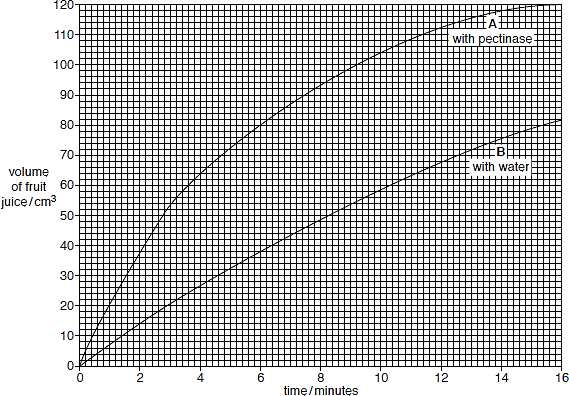 120
110
100
90
80
70
60
50
40
30
20
10
0
volume
of fruit
juice/cm³
A
with pectinase
B
with water
0 2 4 6 8 10 12 14 16
time/minutes